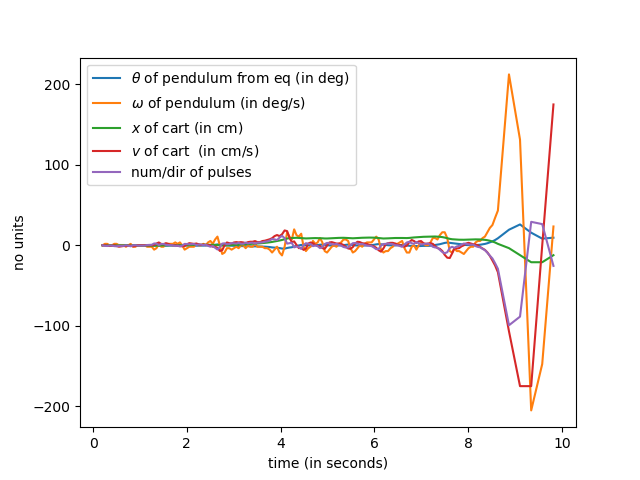 200
100
0
−100
−200
no units
θ of pendulum from eq (in deg)
ω of pendulum (in deg/s)
x of cart (in cm)
v of cart (in cm/s)
num/dir of pulses
0 2 4 6 8 10
time (in seconds)